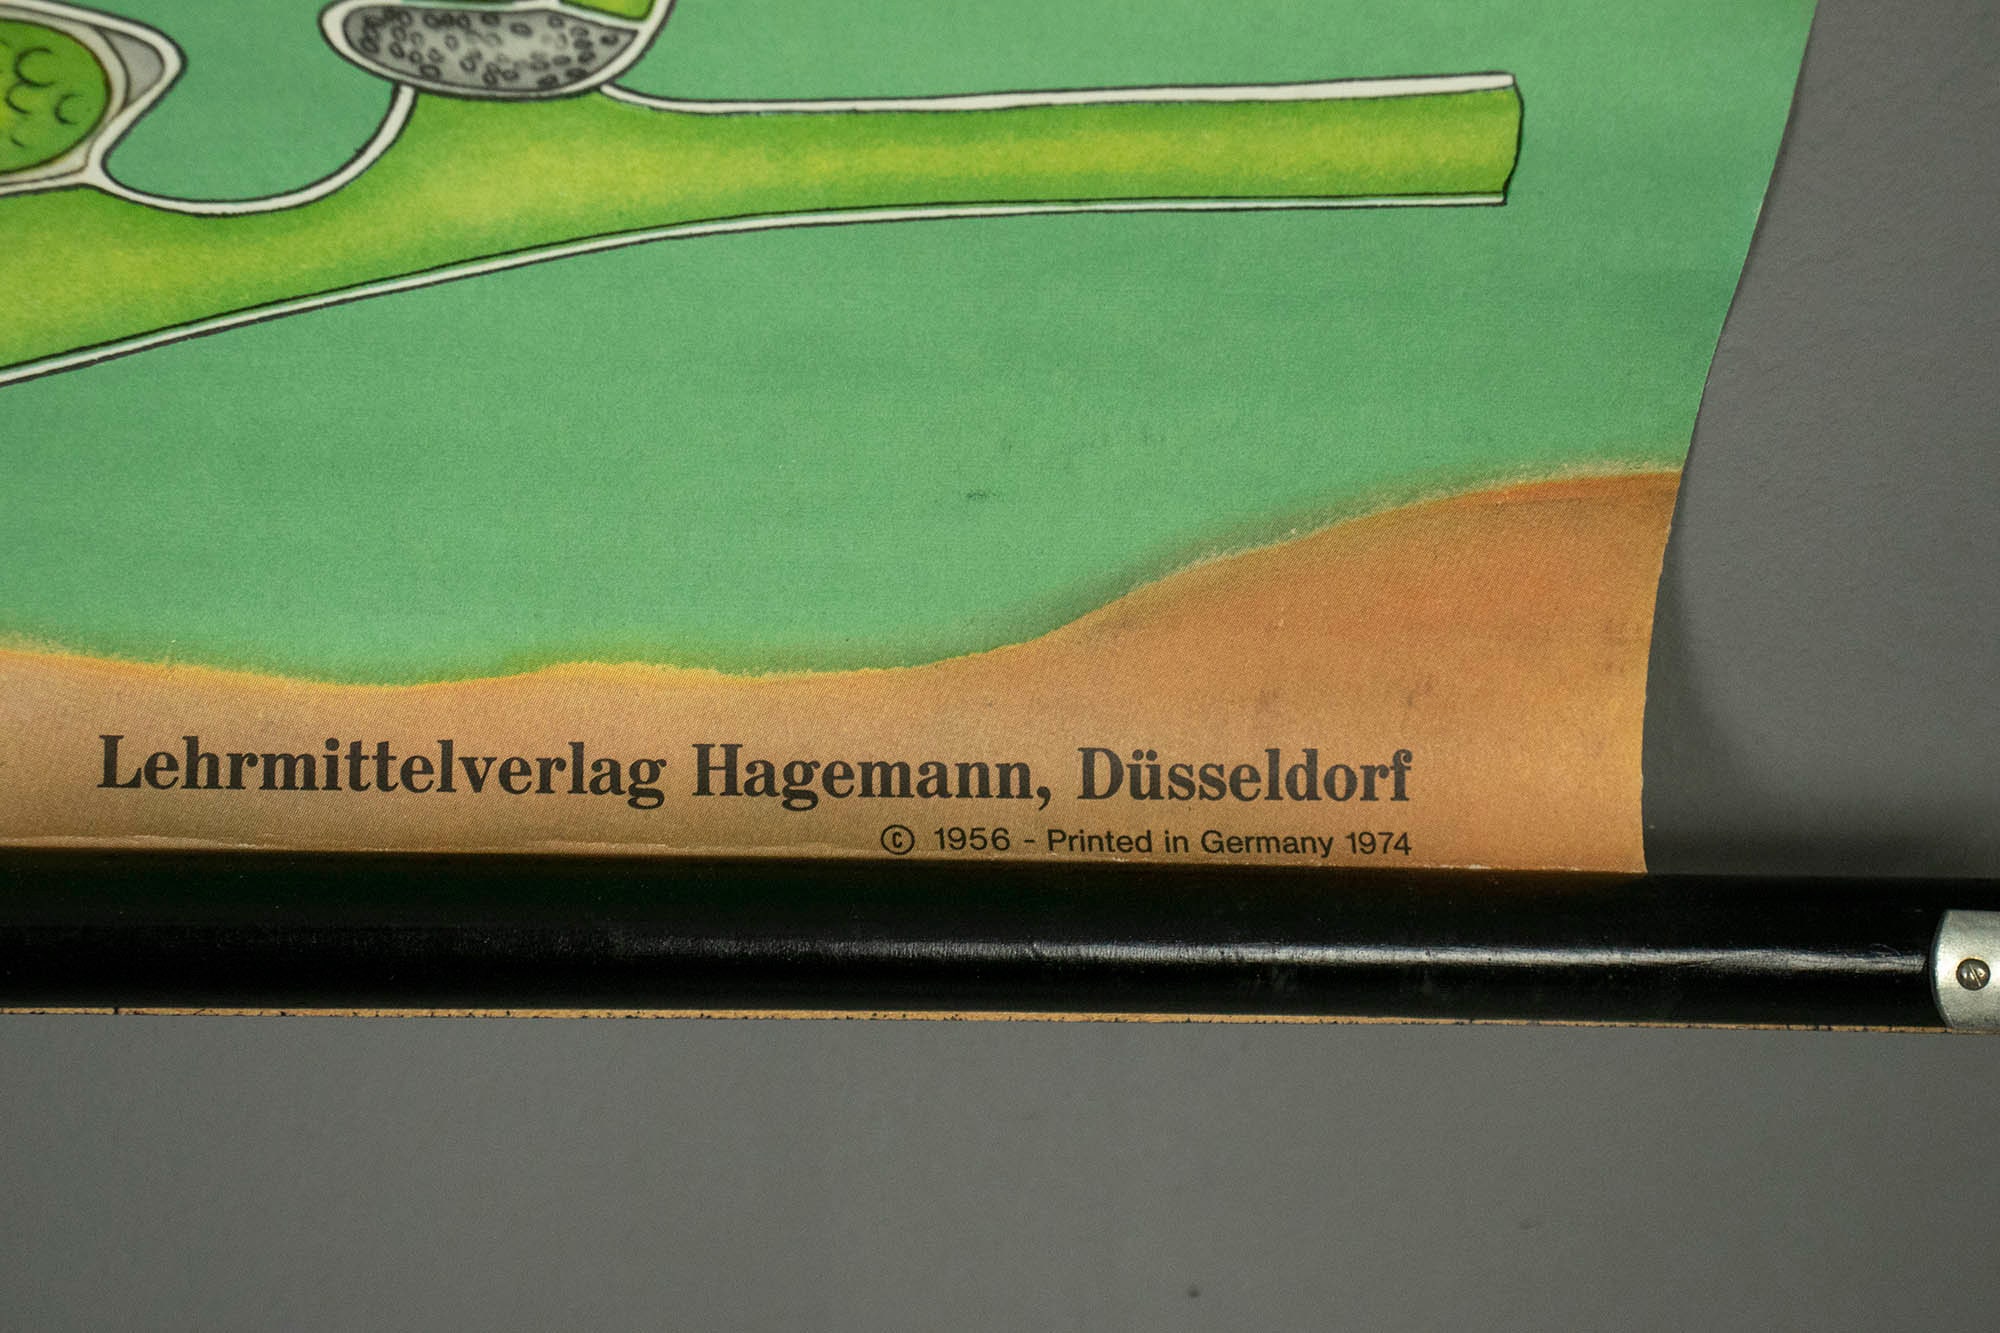 Lehrmittelverlag Hagemann, Düsseldorf
© 1956 - Printed in Germany 1974